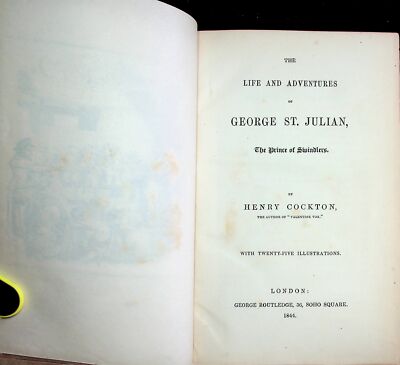 THE
LIFE AND ADVENTURES
OF
GEORGE ST. JULIAN,
The Prince of Swindlers.
BY
HENRY COCKTON,
THE AUTHOR OF "VALENTINE VOX."
WITH TWENTY-FIVE ILLUSTRATIONS.
LONDON:
GEORGE ROUTLEDGE, 36, SOHO SQUARE.
1844.